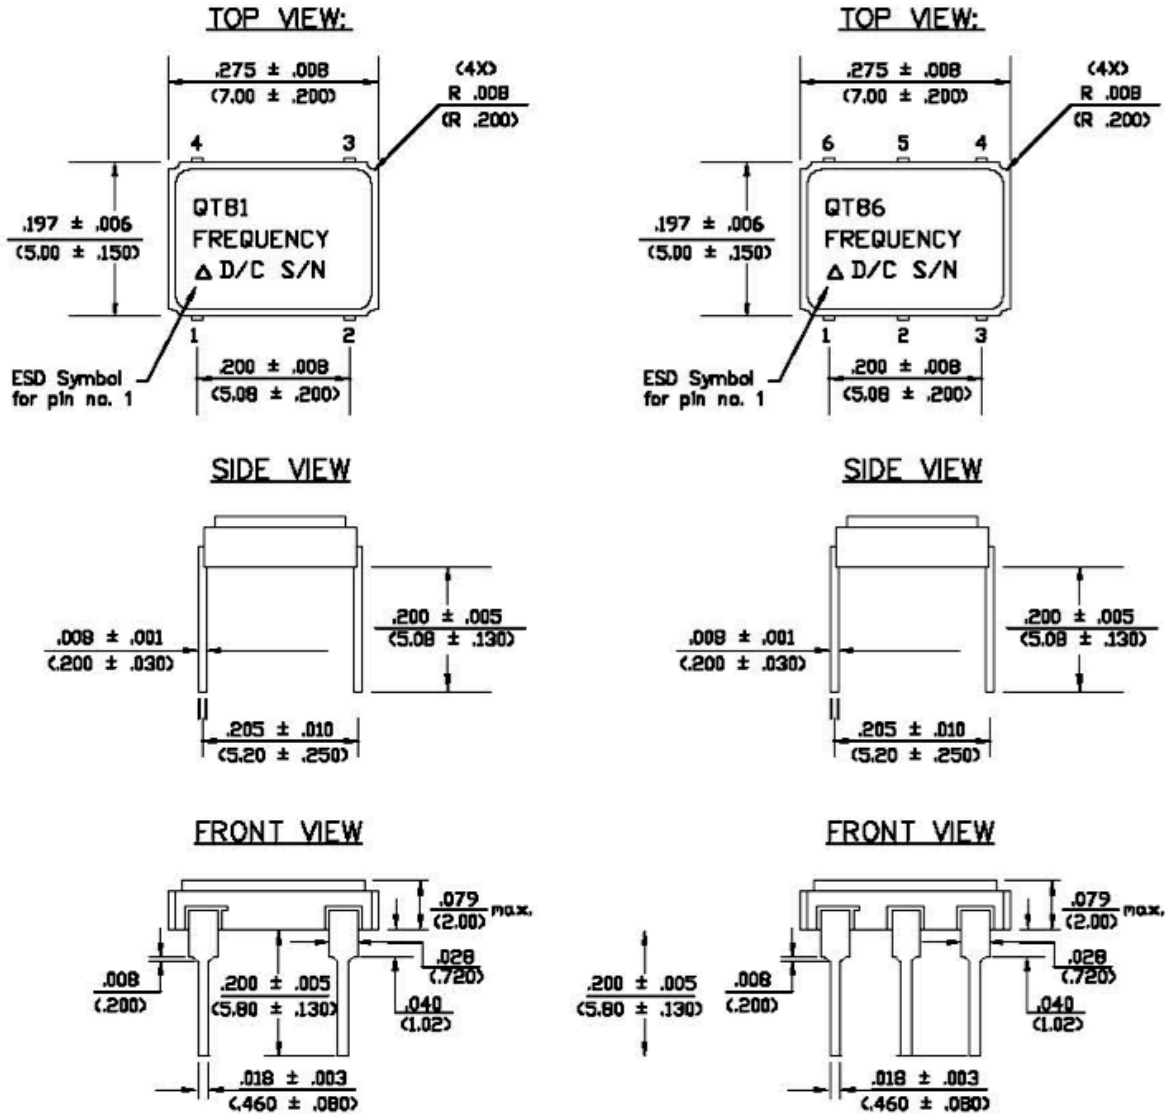 TOP VIEW:
.275 ± .008
(7.00 ± .200)
(4X)
R .008
(R .200)
4
3
.197 ± .006
(5.00 ± .150)
QT81
FREQUENCY
△ D/C S/N
1
2
ESD Symbol
for pin no. 1
.200 ± .008
(5.08 ± .200)
TOP VIEW:
.275 ± .008
(7.00 ± .200)
(4X)
R .008
(R .200)
6
5
4
.197 ± .006
(5.00 ± .150)
QT86
FREQUENCY
△ D/C S/N
1
2
3
ESD Symbol
for pin no. 1
.200 ± .008
(5.08 ± .200)
SIDE VIEW
.200 ± .005
(5.08 ± .130)
.008 ± .001
(.200 ± .030)
.205 ± .010
(5.20 ± .250)
SIDE VIEW
.200 ± .005
(5.08 ± .130)
.008 ± .001
(.200 ± .030)
.205 ± .010
(5.20 ± .250)
FRONT VIEW
.079
(2.00) max.
.028
(.720)
.008
(.200)
.200 ± .005
(5.80 ± .130)
.040
(1.02)
.018 ± .003
(.460 ± .080)
FRONT VIEW
.079
(2.00) max.
.028
(.720)
.200 ± .005
(5.80 ± .130)
.008
(.200)
.040
(1.02)
.018 ± .003
(.460 ± .080)